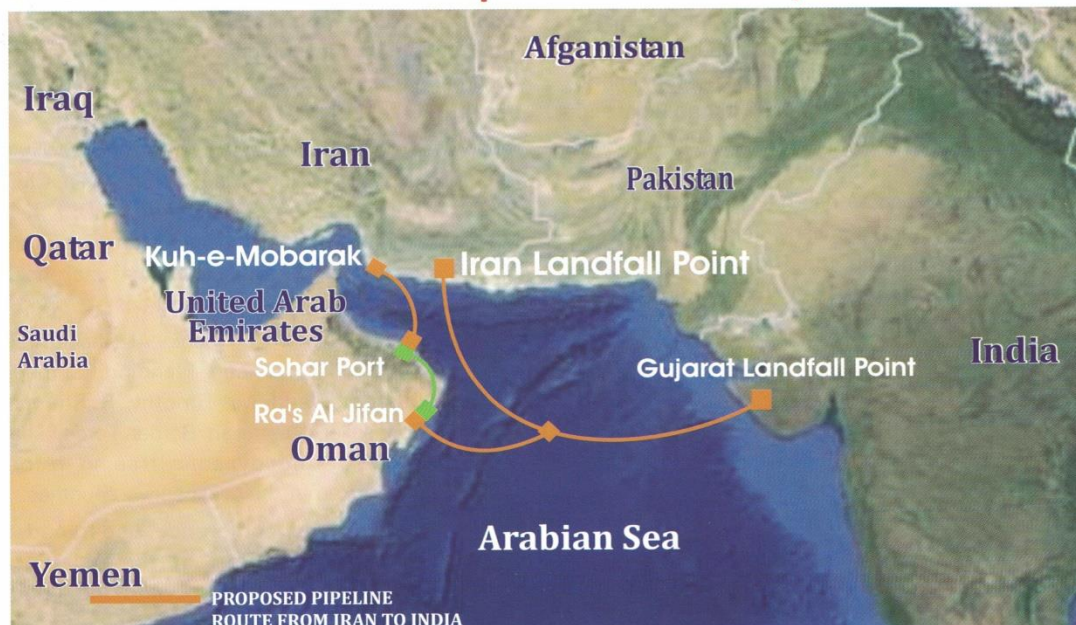 Afganistan
Iraq
Iran
Pakistan
Qatar
Kuh-e-Mobarak
Iran Landfall Point
United Arab
Emirates
Saudi
Arabia
Sohar Port
Gujarat Landfall Point
India
Ra's Al Jifan
Oman
Arabian Sea
Yemen
PROPOSED PIPELINE
ROUTE FROM IRAN TO INDIA